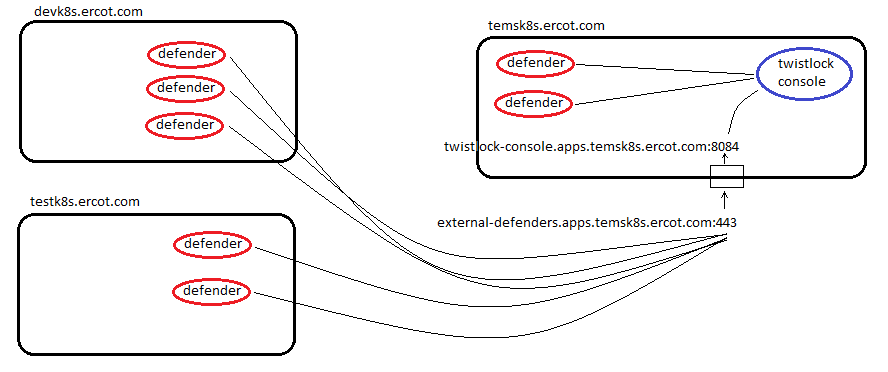 devk8s.ercot.com
defender
defender
defender
temsk8s.ercot.com
defender
defender
twistlock
console
twistlock-console.apps.temsk8s.ercot.com:8084
external-defenders.apps.temsk8s.ercot.com:443
testk8s.ercot.com
defender
defender